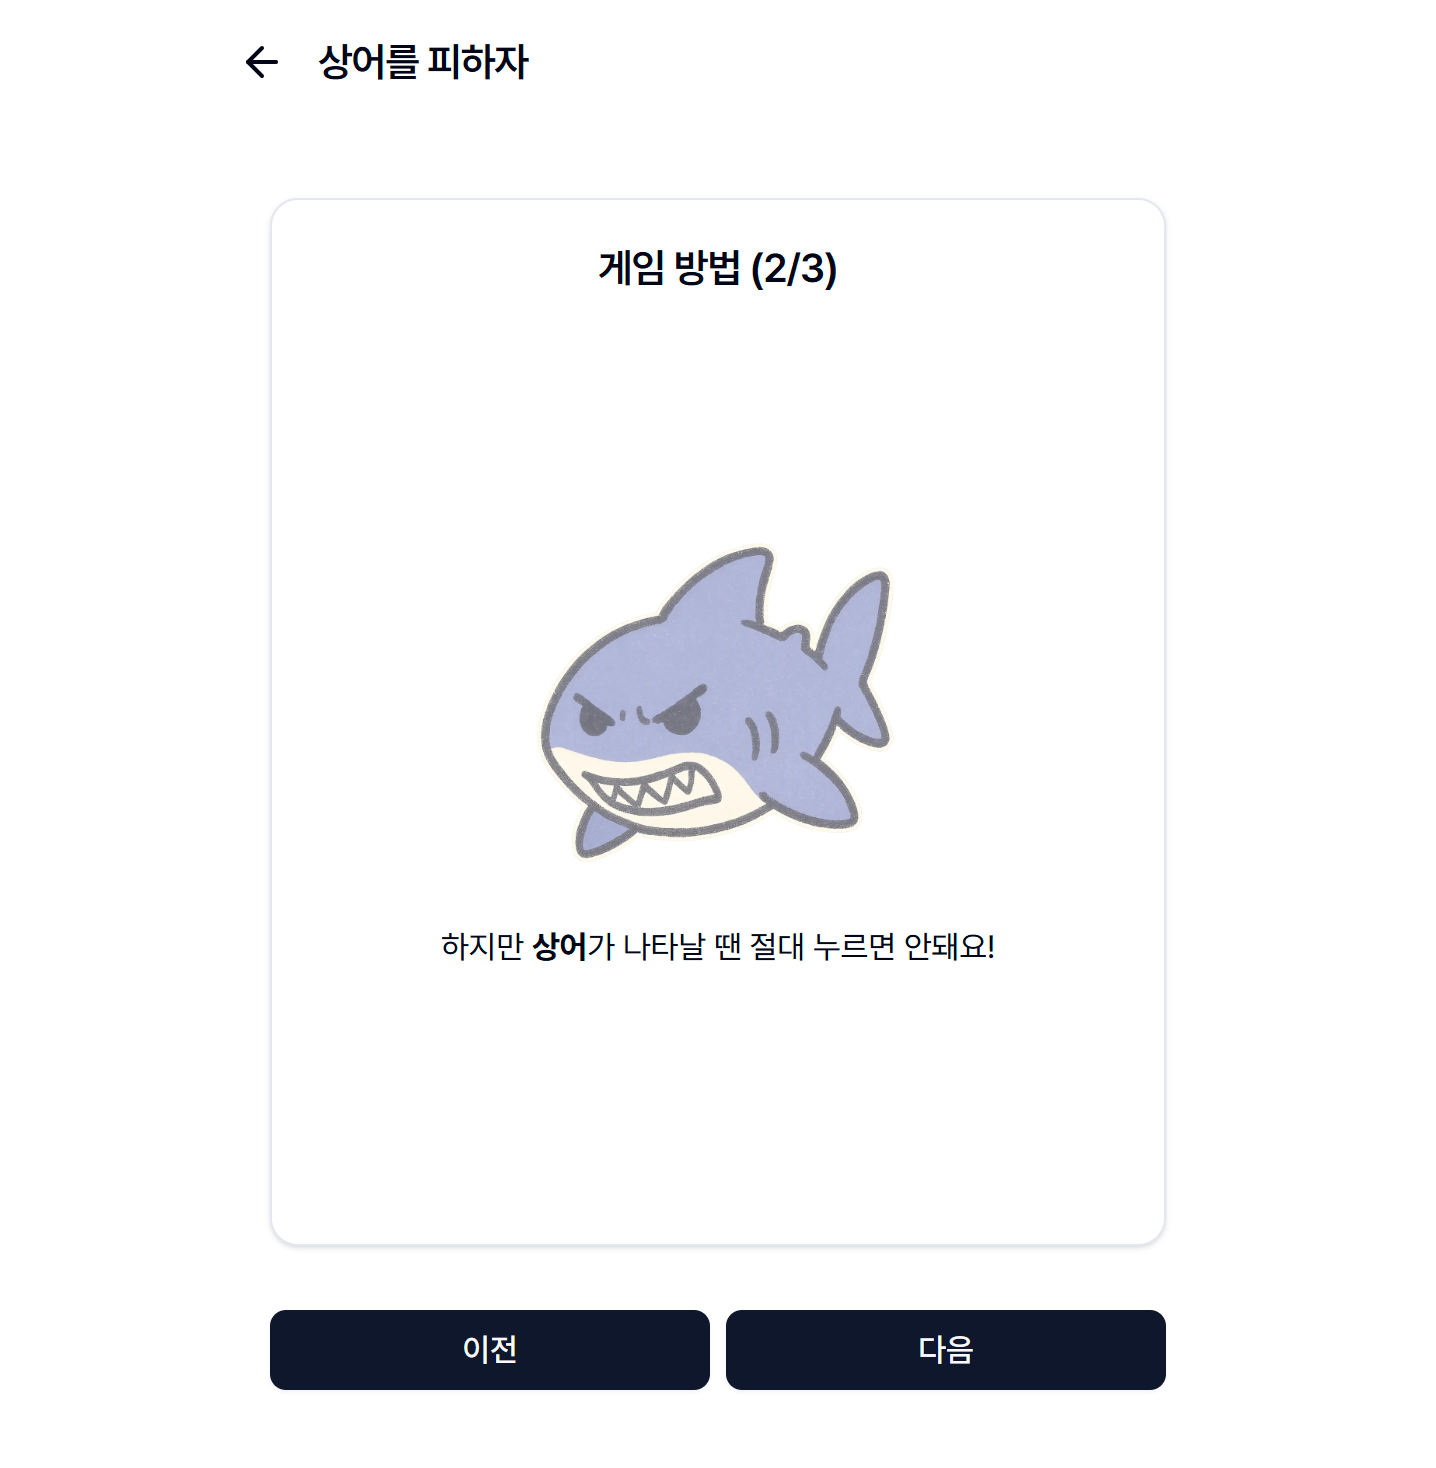 상어를 피하자
게임 방법 (2/3)
하지만 상어가 나타날 땐 절대 누르면 안돼요!
이전
다음